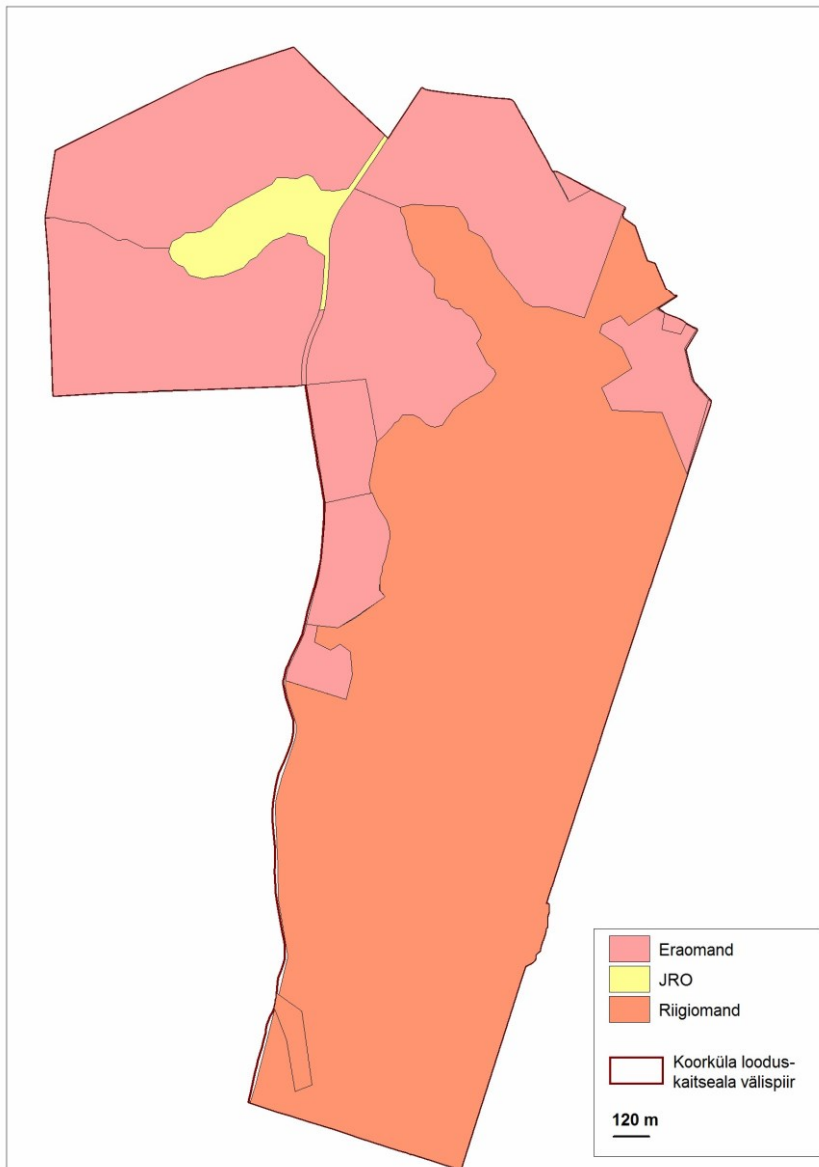 Eraomand
JRO
Riigiomand
Koorküla loodus-
kaitseala välispiir
120 m